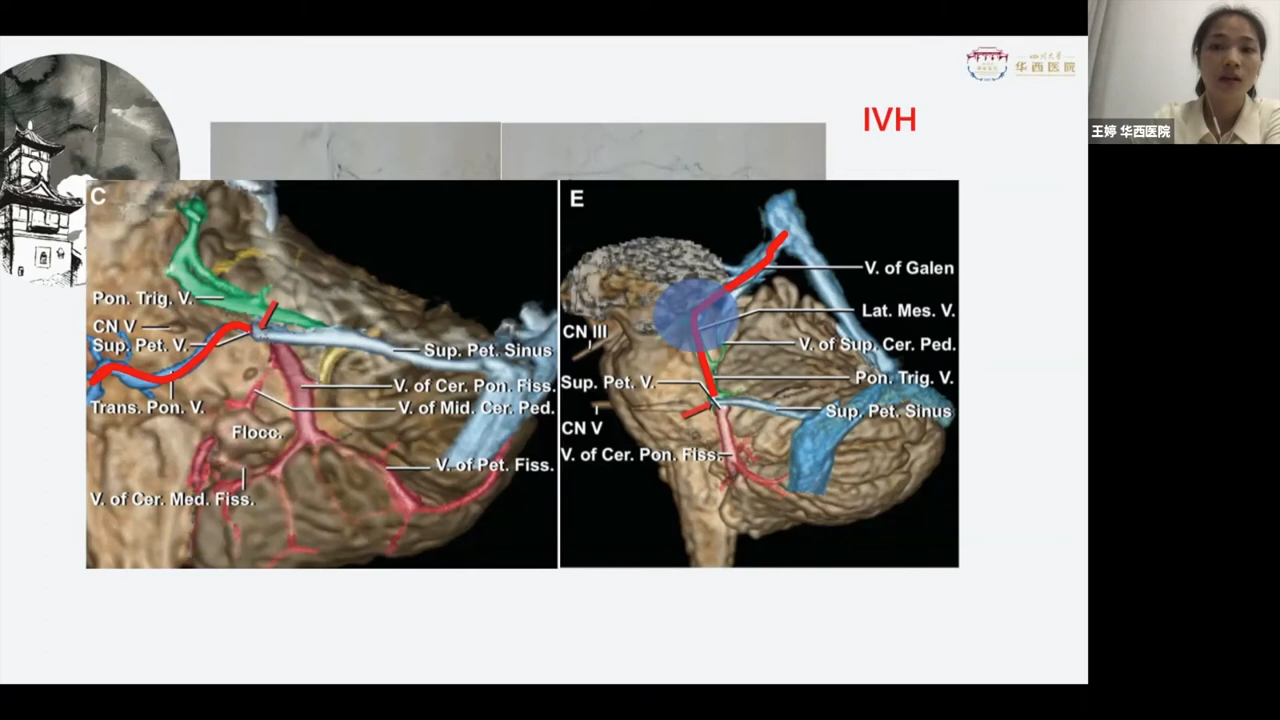 四川大学
华西医院
IVH
王婷 华西医院
C
Pon. Trig. V.
CN V
Sup. Pet. V.
Trans. Pon. V.
Sup. Pet. Sinus
V. of Cer. Pon. Fiss.
V. of Mid. Cer. Ped.
Flocc.
V. of Pet. Fiss.
V. of Cer. Med. Fiss.
E
V. of Galen
Lat. Mes. V.
CN III
V. of Sup. Cer. Ped.
Pon. Trig. V.
Sup. Pet. V.
Sup. Pet. Sinus
CN V
V. of Cer. Pon. Fiss.